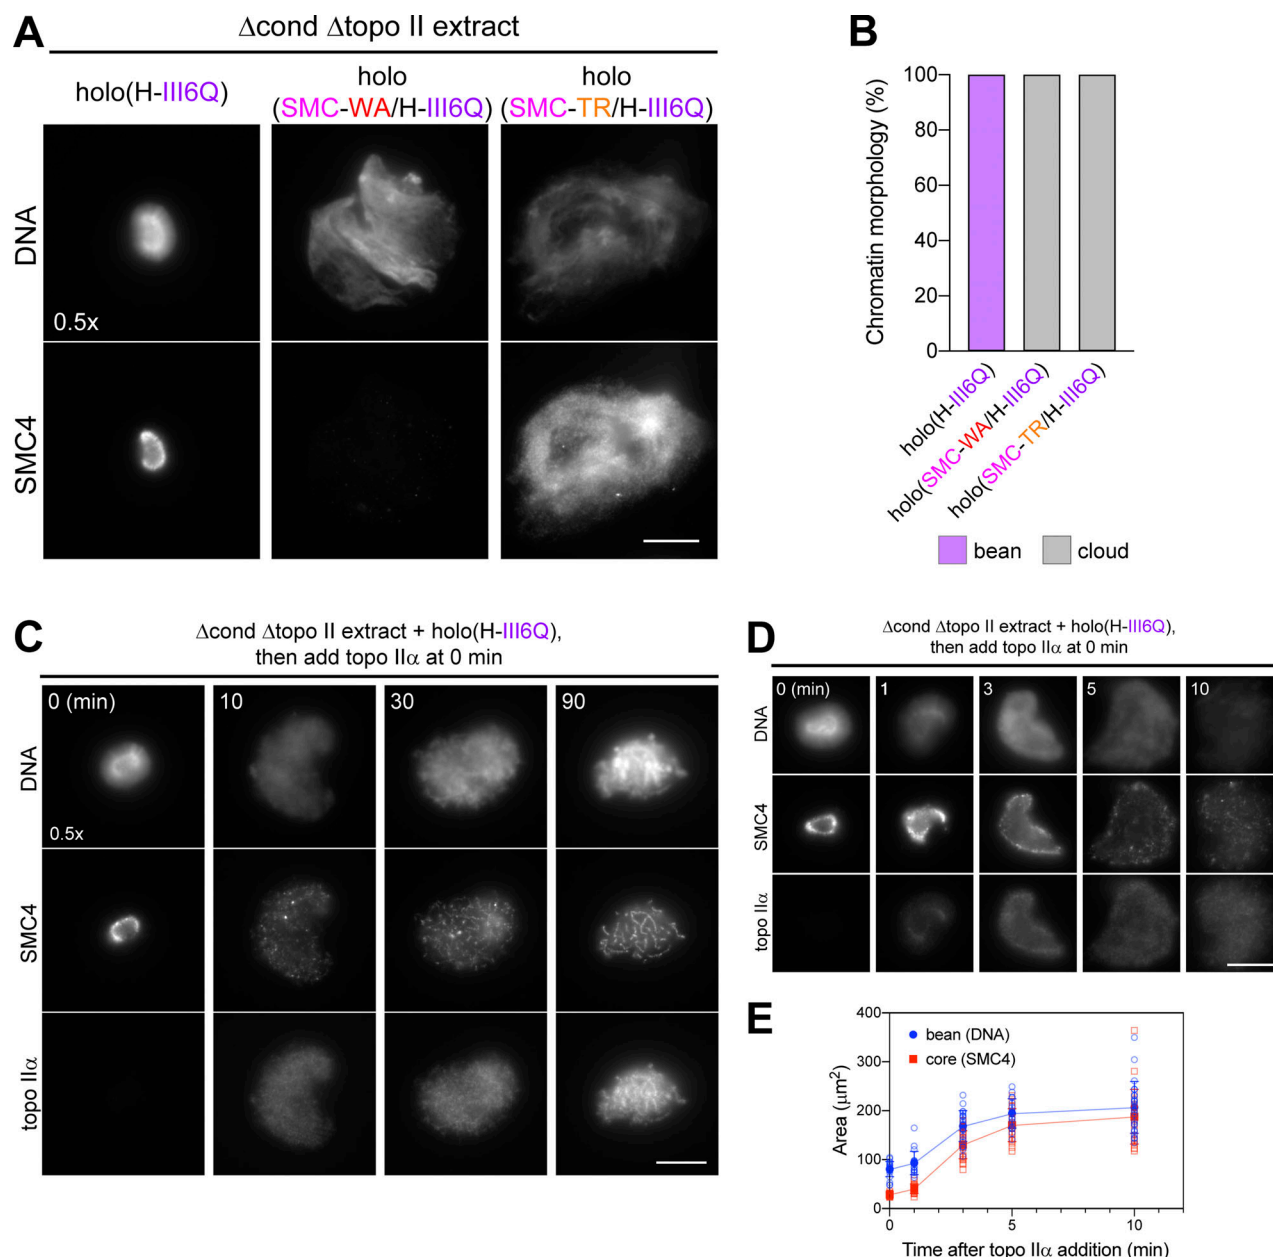 A
Δcond Δtopo II extract
holo(H-III6Q)
holo
(SMC-WA/H-III6Q)
holo
(SMC-TR/H-III6Q)
DNA
0.5x
SMC4
B
Chromatin morphology (%)
100
80
60
40
20
0
holo(H-III6Q)
holo(SMC-WA/H-III6Q)
holo(SMC-TR/H-III6Q)
bean
cloud
C
Δcond Δtopo II extract + holo(H-III6Q),
then add topo IIα at 0 min
0 (min)
10
30
90
DNA
0.5x
SMC4
topo IIα
D
Δcond Δtopo II extract + holo(H-III6Q),
then add topo IIα at 0 min
0 (min)
1
3
5
10
DNA
SMC4
topo IIα
E
Area (μm²)
400
300
200
100
0
bean (DNA)
core (SMC4)
0
5
10
Time after topo IIα addition (min)